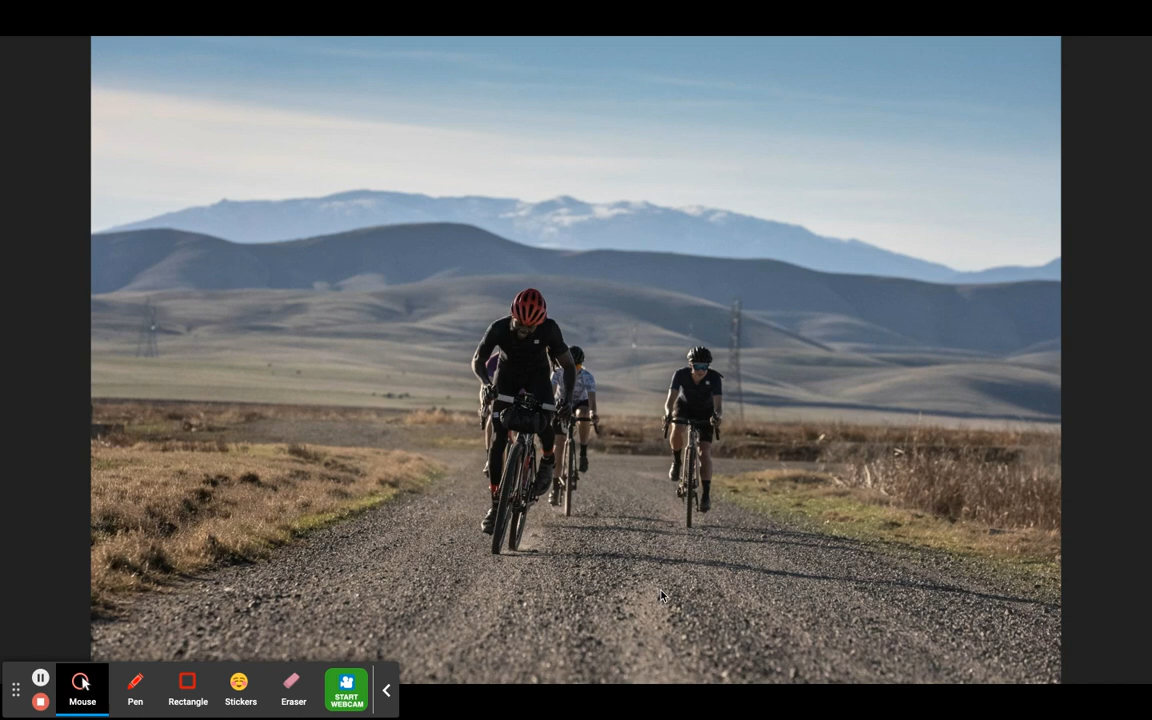 Mouse
Pen
Rectangle
Stickers
Eraser
START
WEBCAM